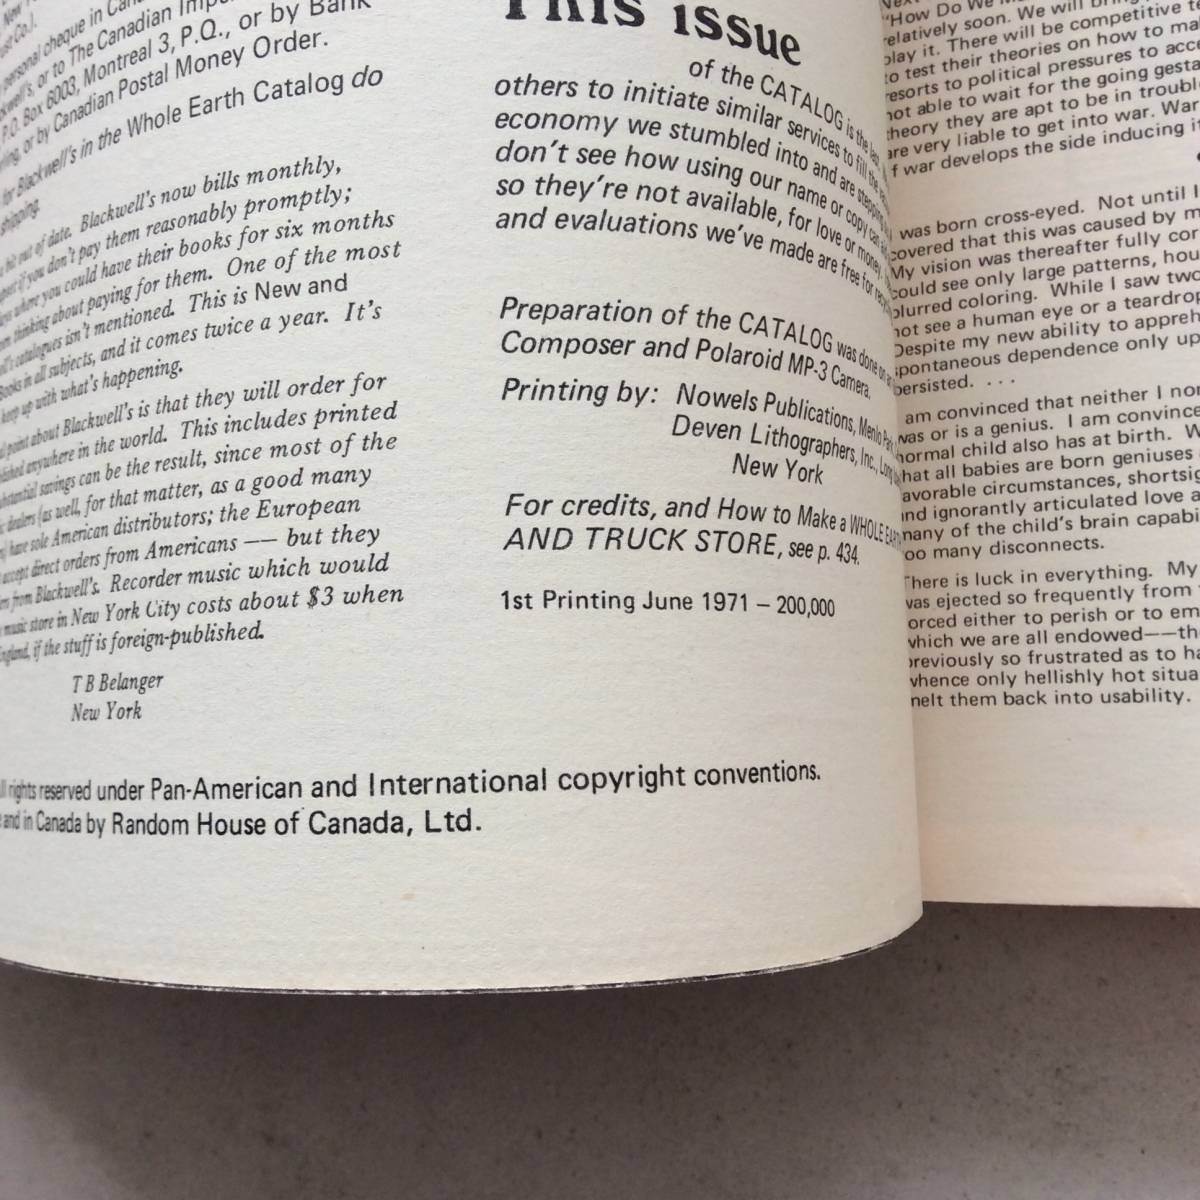 personal cheque in
or to The Canadian
P.O. Box 6003, Montreal 3, P.Q., or by Bank
or by Canadian Postal Money Order.
for Blackwell's in the Whole Earth Catalog do
shipping.
a bit out of date. Blackwell's now bills monthly,
if you don't pay them reasonably promptly;
where you could have their books for six months
thinking about paying for them. One of the most
catalogues isn't mentioned. This is New and
Books in all subjects, and it comes twice a year. It's
keep up with what's happening.
point about Blackwell's is that they will order for
anywhere in the world. This includes printed
substantial savings can be the result, since most of the
dealers (as well, for that matter, as a good many
have sole American distributors; the European
accept direct orders from Americans —— but they
from Blackwell's. Recorder music which would
music store in New York City costs about $3 when
England, if the stuff is foreign-published.
T B Belanger
New York
rights reserved under Pan-American and International copyright conventions.
and in Canada by Random House of Canada, Ltd.
This issue
of the CATALOG is the last.
others to initiate similar services to fill the
economy we stumbled into and are stepping
don't see how using our name or copy can
so they're not available, for love or money.
and evaluations we've made are free for
Preparation of the CATALOG was done on
Composer and Polaroid MP-3 Camera.
Printing by: Nowels Publications, Menlo Park,
Deven Lithographers, Inc., Long
New York
For credits, and How to Make a WHOLE EARTH
AND TRUCK STORE, see p. 434.
1st Printing June 1971 — 200,000
"How Do We
relatively soon. We will
play it. There will be competitive
to test their theories on how to
resorts to political pressures to
not able to wait for the going
theory they are apt to be in
are very liable to get into war. War
f war develops the side inducing
was born cross-eyed. Not until I
covered that this was caused by
My vision was thereafter fully
could see only large patterns,
blurred coloring. While I saw two
not see a human eye or a teardrop
Despite my new ability to
spontaneous dependence only
persisted. . . .
am convinced that neither I nor
was or is a genius. I am
normal child also has at birth.
hat all babies are born geniuses
avorable circumstances,
and ignorantly articulated love
many of the child's brain
oo many disconnects.
There is luck in everything. My
was ejected so frequently from
orced either to perish or to
which we are all endowed——
previously so frustrated as to
whence only hellishly hot
melt them back into usability.